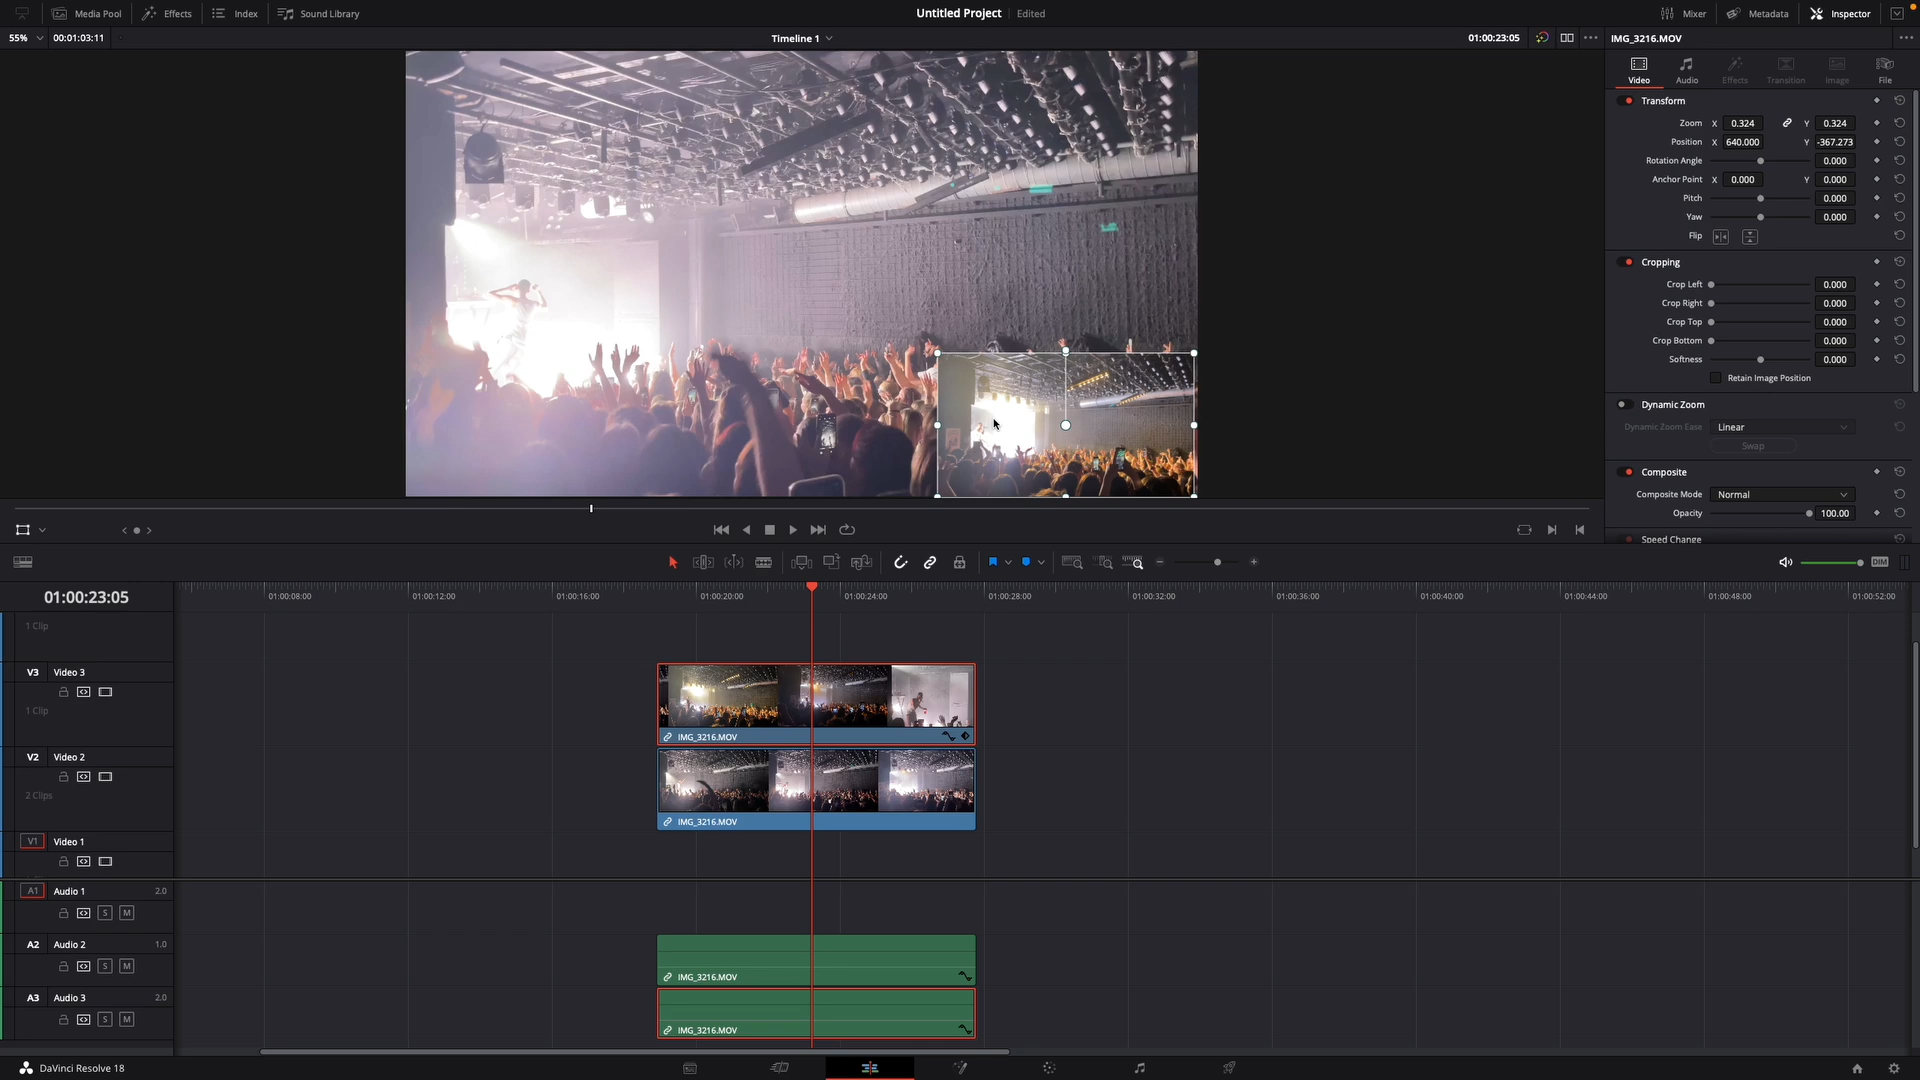 Media Pool Effects Index Sound Library Untitled Project Edited Mixer Metadata Inspector
55% 00:01:03:11 Timeline 1 01:00:23:05 IMG_3216.MOV
Video Audio Effects Transition Image File
Transform
Zoom X 0.324 Y 0.324
Position X 640.000 Y -367.273
Rotation Angle 0.000
Anchor Point X 0.000 Y 0.000
Pitch 0.000
Yaw 0.000
Flip
Cropping
Crop Left 0.000
Crop Right 0.000
Crop Top 0.000
Crop Bottom 0.000
Softness 0.000
Retain Image Position
Dynamic Zoom
Dynamic Zoom Ease Linear
Swap
Composite
Composite Mode Normal
Opacity 100.00
Speed Change
DIM
01:00:23:05
01:00:08:00 01:00:12:00 01:00:16:00 01:00:20:00 01:00:24:00 01:00:28:00 01:00:32:00 01:00:36:00 01:00:40:00 01:00:44:00 01:00:48:00 01:00:52:00
1 Clip
V3 Video 3
1 Clip
IMG_3216.MOV
V2 Video 2
2 Clips
IMG_3216.MOV
V1 Video 1
A1 Audio 1 2.0
S M
A2 Audio 2 1.0
S M
IMG_3216.MOV
A3 Audio 3 2.0
S M
IMG_3216.MOV
DaVinci Resolve 18